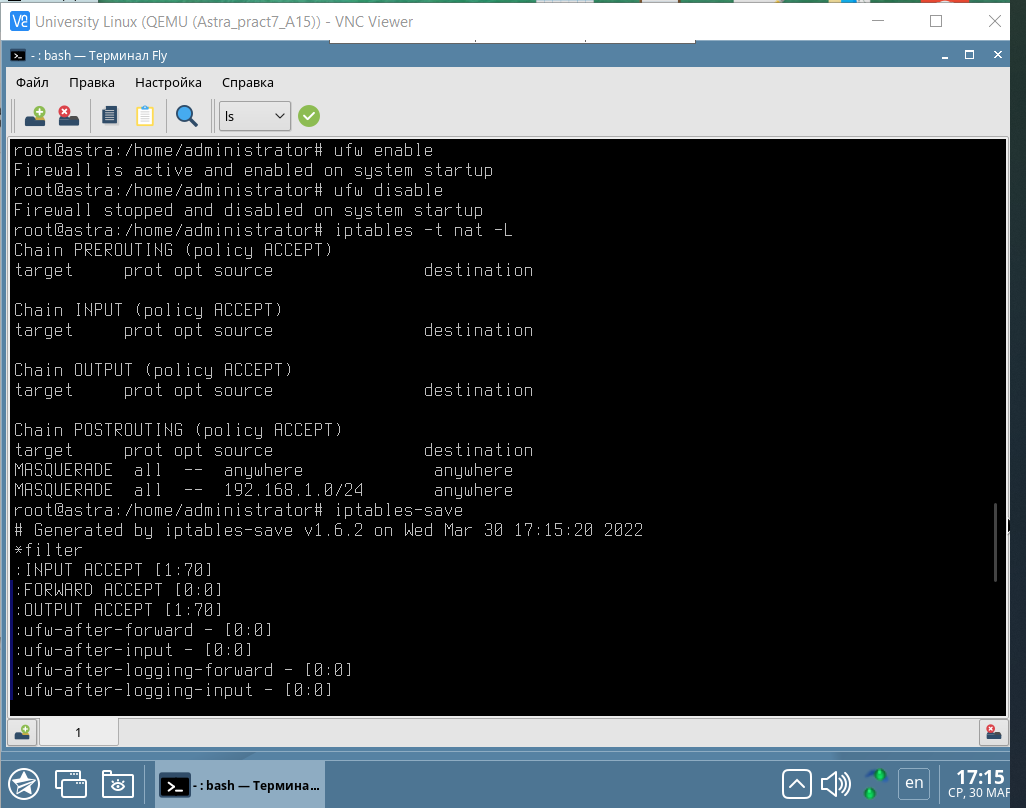 University Linux (QEMU (Astra_pract7_A15)) - VNC Viewer
- : bash — Терминал Fly
Файл Правка Настройка Справка
ls
root@astra:/home/administrator# ufw enable
Firewall is active and enabled on system startup
root@astra:/home/administrator# ufw disable
Firewall stopped and disabled on system startup
root@astra:/home/administrator# iptables -t nat -L
Chain PREROUTING (policy ACCEPT)
target prot opt source destination
Chain INPUT (policy ACCEPT)
target prot opt source destination
Chain OUTPUT (policy ACCEPT)
target prot opt source destination
Chain POSTROUTING (policy ACCEPT)
target prot opt source destination
MASQUERADE all -- anywhere anywhere
MASQUERADE all -- 192.168.1.0/24 anywhere
root@astra:/home/administrator# iptables-save
# Generated by iptables-save v1.6.2 on Wed Mar 30 17:15:20 2022
*filter
:INPUT ACCEPT [1:70]
:FORWARD ACCEPT [0:0]
:OUTPUT ACCEPT [1:70]
:ufw-after-forward - [0:0]
:ufw-after-input - [0:0]
:ufw-after-logging-forward - [0:0]
:ufw-after-logging-input - [0:0]
1
- : bash — Термина...
en
17:15
СР, 30 МАР